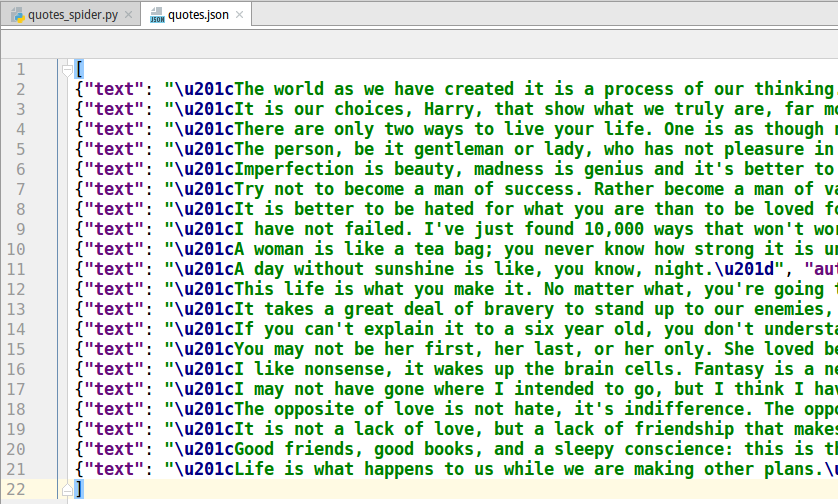 quotes_spider.py quotes.json
1 [
2 {"text": "\u201cThe world as we have created it is a process of our thinking.
3 {"text": "\u201cIt is our choices, Harry, that show what we truly are, far
4 {"text": "\u201cThere are only two ways to live your life. One is as though
5 {"text": "\u201cThe person, be it gentleman or lady, who has not pleasure in
6 {"text": "\u201cImperfection is beauty, madness is genius and it's better to
7 {"text": "\u201cTry not to become a man of success. Rather become a man of
8 {"text": "\u201cIt is better to be hated for what you are than to be loved
9 {"text": "\u201cI have not failed. I've just found 10,000 ways that won't
10 {"text": "\u201cA woman is like a tea bag; you never know how strong it is
11 {"text": "\u201cA day without sunshine is like, you know, night.\u201d", "aut
12 {"text": "\u201cThis life is what you make it. No matter what, you're going
13 {"text": "\u201cIt takes a great deal of bravery to stand up to our enemies,
14 {"text": "\u201cIf you can't explain it to a six year old, you don't
15 {"text": "\u201cYou may not be her first, her last, or her only. She loved
16 {"text": "\u201cI like nonsense, it wakes up the brain cells. Fantasy is a
17 {"text": "\u201cI may not have gone where I intended to go, but I think I
18 {"text": "\u201cThe opposite of love is not hate, it's indifference. The
19 {"text": "\u201cIt is not a lack of love, but a lack of friendship that makes
20 {"text": "\u201cGood friends, good books, and a sleepy conscience: this is
21 {"text": "\u201cLife is what happens to us while we are making other plans.\u
22 ]